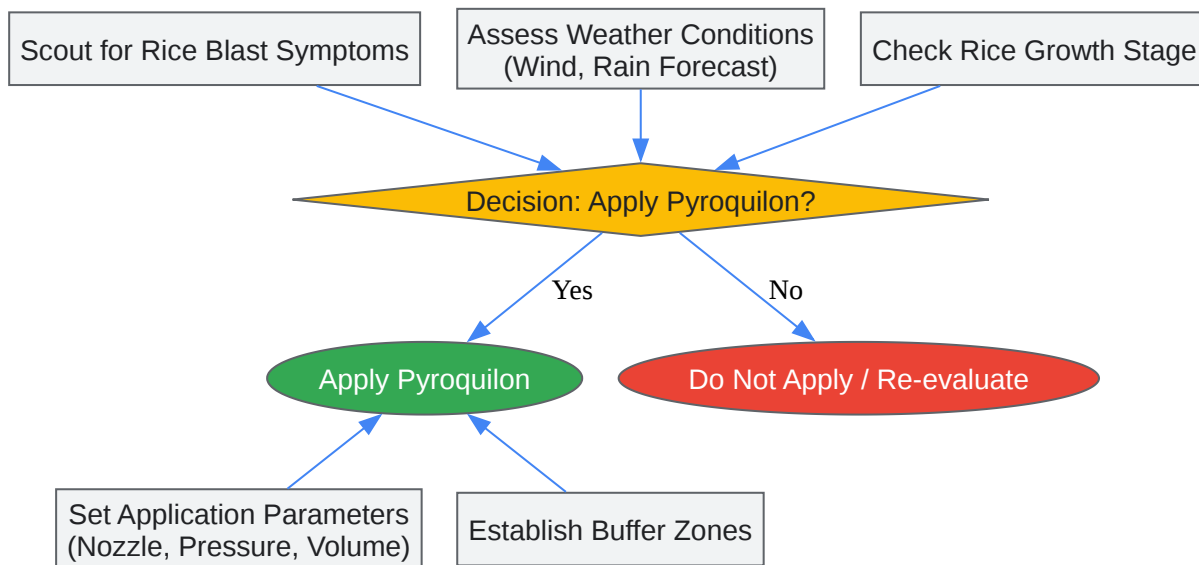 Scout for Rice Blast Symptoms
Assess Weather Conditions
(Wind, Rain Forecast)
Check Rice Growth Stage
Decision: Apply Pyroquilon?
Yes
No
Apply Pyroquilon
Do Not Apply / Re-evaluate
Set Application Parameters
(Nozzle, Pressure, Volume)
Establish Buffer Zones